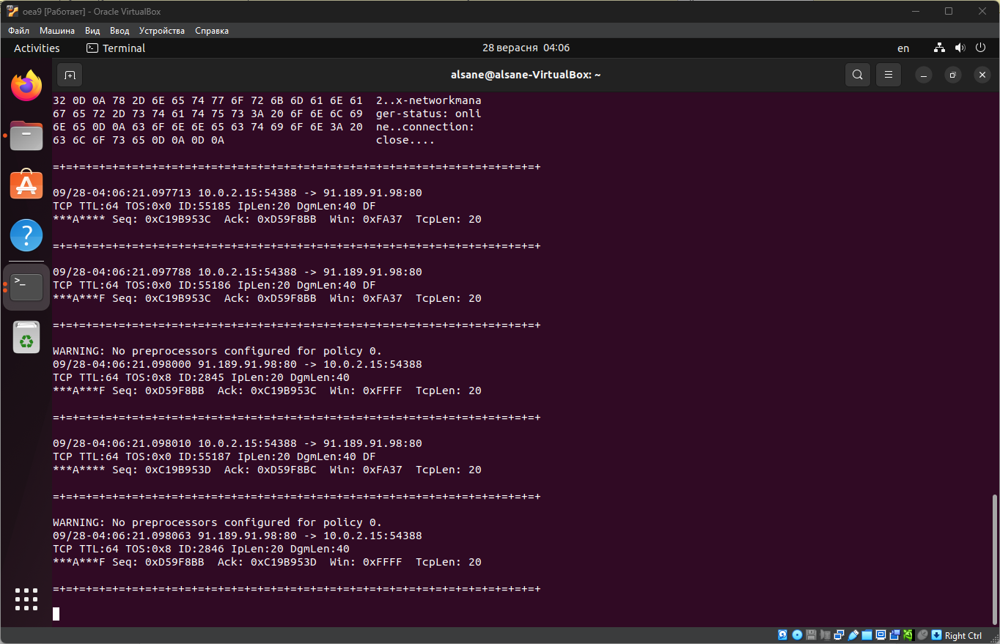 oea9 [Работает] - Oracle VirtualBox
Файл Машина Вид Ввод Устройства Справка
Activities Terminal 28 вересня 04:06 en
alsane@alsane-VirtualBox: ~
32 0D 0A 78 2D 6E 65 74 77 6F 72 6B 6D 61 6E 61  2..x-networkmana
67 65 72 2D 73 74 61 74 75 73 3A 20 6F 6E 6C 69  ger-status: onli
6E 65 0D 0A 63 6F 6E 6E 65 63 74 69 6F 6E 3A 20  ne..connection:
63 6C 6F 73 65 0D 0A 0D 0A                       close....
=+=+=+=+=+=+=+=+=+=+=+=+=+=+=+=+=+=+=+=+=+=+=+=+=+=+=+=+=+=+=+=+=+=+=+=+=+
09/28-04:06:21.097713 10.0.2.15:54388 -> 91.189.91.98:80
TCP TTL:64 TOS:0x0 ID:55185 IpLen:20 DgmLen:40 DF
***A**** Seq: 0xC19B953C  Ack: 0xD59F8BB  Win: 0xFA37  TcpLen: 20
=+=+=+=+=+=+=+=+=+=+=+=+=+=+=+=+=+=+=+=+=+=+=+=+=+=+=+=+=+=+=+=+=+=+=+=+=+
09/28-04:06:21.097788 10.0.2.15:54388 -> 91.189.91.98:80
TCP TTL:64 TOS:0x0 ID:55186 IpLen:20 DgmLen:40 DF
***A***F Seq: 0xC19B953C  Ack: 0xD59F8BB  Win: 0xFA37  TcpLen: 20
=+=+=+=+=+=+=+=+=+=+=+=+=+=+=+=+=+=+=+=+=+=+=+=+=+=+=+=+=+=+=+=+=+=+=+=+=+
WARNING: No preprocessors configured for policy 0.
09/28-04:06:21.098000 91.189.91.98:80 -> 10.0.2.15:54388
TCP TTL:64 TOS:0x8 ID:2845 IpLen:20 DgmLen:40
***A***F Seq: 0xD59F8BB  Ack: 0xC19B953C  Win: 0xFFFF  TcpLen: 20
=+=+=+=+=+=+=+=+=+=+=+=+=+=+=+=+=+=+=+=+=+=+=+=+=+=+=+=+=+=+=+=+=+=+=+=+=+
09/28-04:06:21.098010 10.0.2.15:54388 -> 91.189.91.98:80
TCP TTL:64 TOS:0x0 ID:55187 IpLen:20 DgmLen:40 DF
***A**** Seq: 0xC19B953D  Ack: 0xD59F8BC  Win: 0xFA37  TcpLen: 20
=+=+=+=+=+=+=+=+=+=+=+=+=+=+=+=+=+=+=+=+=+=+=+=+=+=+=+=+=+=+=+=+=+=+=+=+=+
WARNING: No preprocessors configured for policy 0.
09/28-04:06:21.098063 91.189.91.98:80 -> 10.0.2.15:54388
TCP TTL:64 TOS:0x8 ID:2846 IpLen:20 DgmLen:40
***A***F Seq: 0xD59F8BB  Ack: 0xC19B953D  Win: 0xFFFF  TcpLen: 20
=+=+=+=+=+=+=+=+=+=+=+=+=+=+=+=+=+=+=+=+=+=+=+=+=+=+=+=+=+=+=+=+=+=+=+=+=+
Right Ctrl